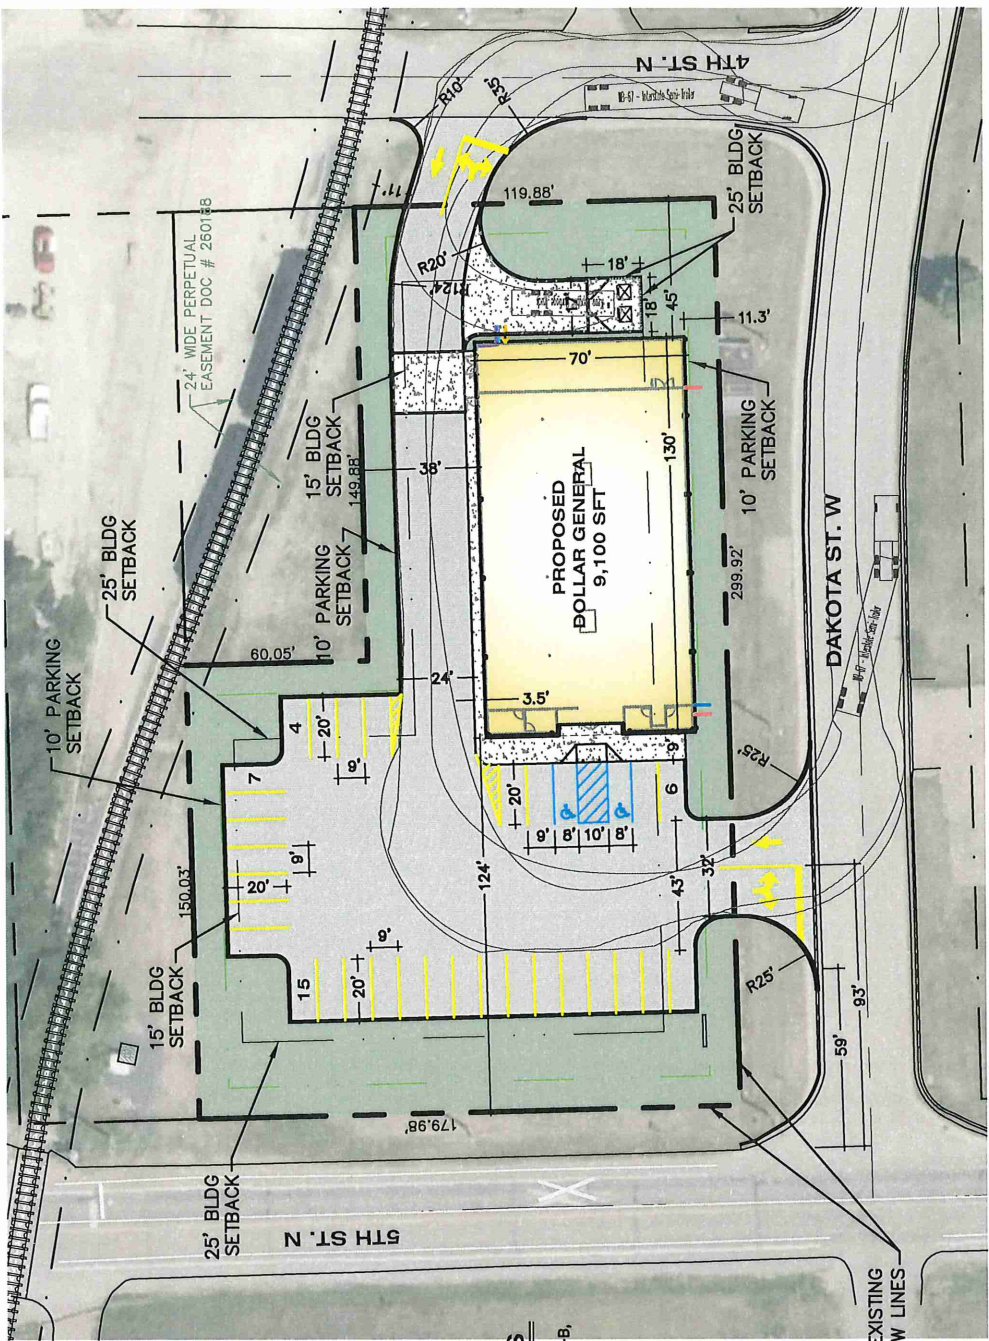 4TH ST. N
WB-67 - Interstate Semi-Trailer
R10'
R35'
24' WIDE PERPETUAL
EASEMENT DOC # 260188
11'
119.88'
25' BLDG
SETBACK
R20'
R124'
18'
18'
45'
11.3'
70'
15' BLDG
SETBACK
149.88'
38'
10' PARKING
SETBACK
130'
10' PARKING
SETBACK
PROPOSED
DOLLAR GENERAL
9,100 SFT
299.92'
DAKOTA ST. W
WB-67 - Interstate Semi-Trailer
25' BLDG
SETBACK
10' PARKING
SETBACK
60.05'
24'
3.5'
4
20'
9'
7
9'
20'
150.03'
15' BLDG
SETBACK
9'
20'
6
9'
8'
10'
8'
R25'
124'
43'
32'
9'
15
20'
R25'
93'
59'
179.98'
25' BLDG
SETBACK
5TH ST. N
EXISTING
W LINES
S
-B,